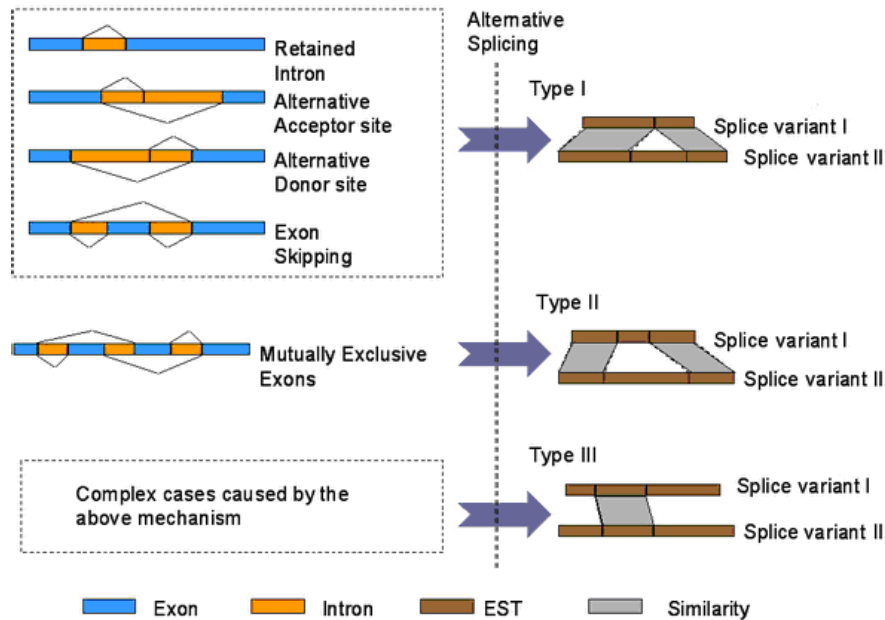 Alternative
Splicing
Retained
Intron
Alternative
Acceptor site
Alternative
Donor site
Exon
Skipping
Type I
Splice variant I
Splice variant II
Mutually Exclusive
Exons
Type II
Splice variant I
Splice variant II
Complex cases caused by the
above mechanism
Type III
Splice variant I
Splice variant II
Exon
Intron
EST
Similarity